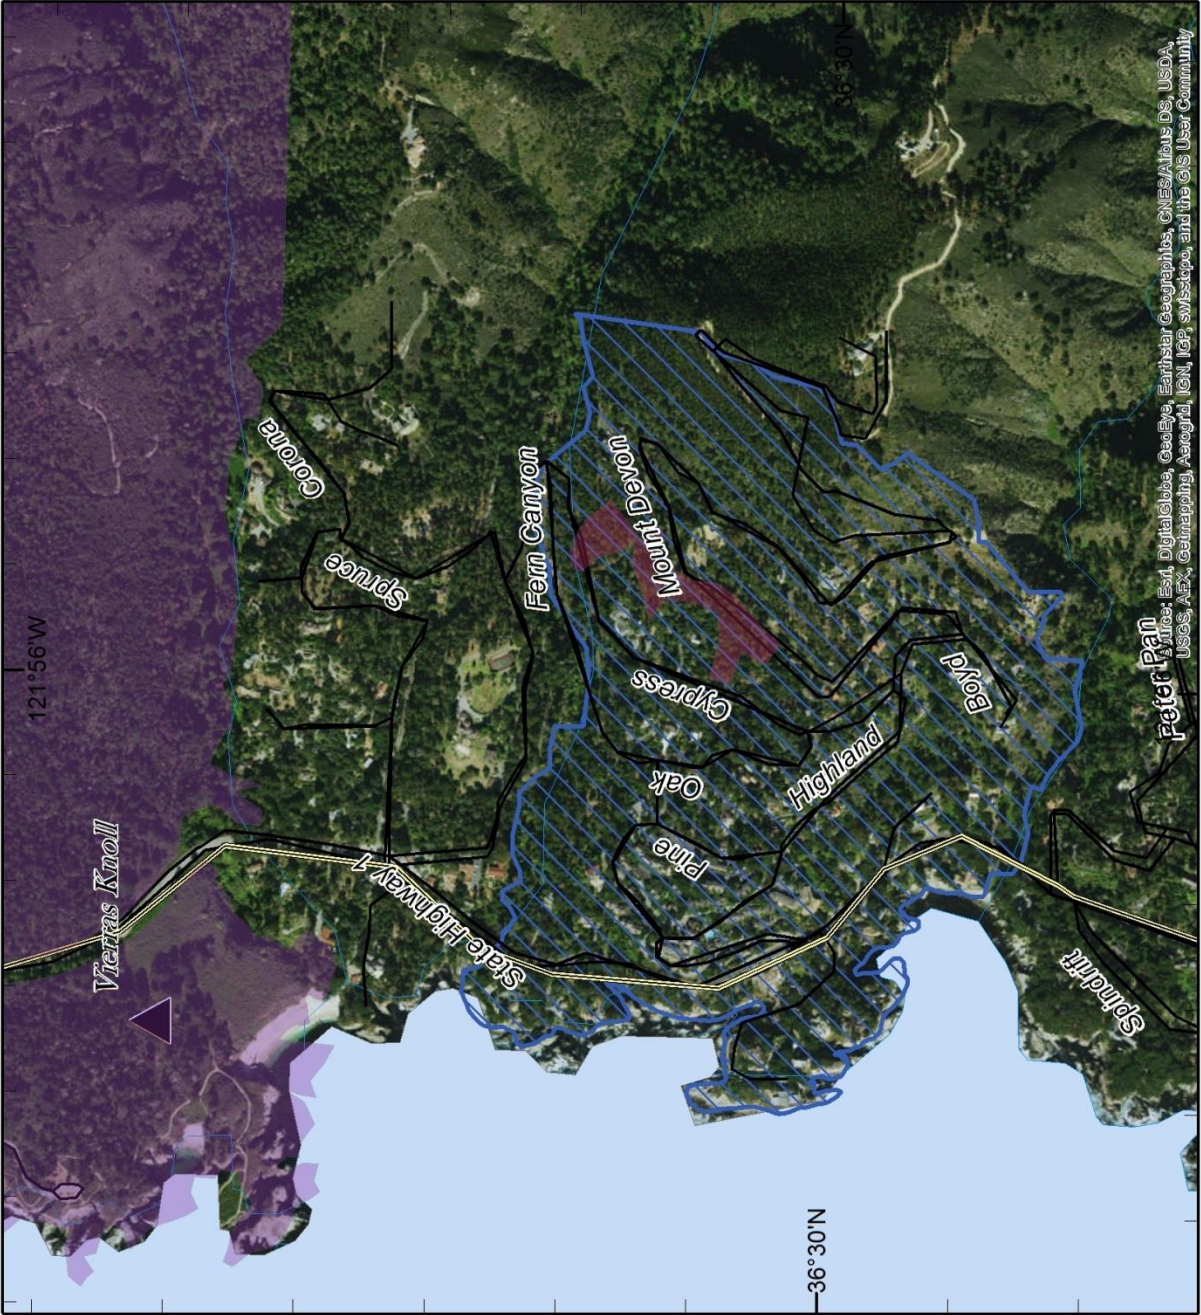 121°56'W
Vierras Knoll
Corona
Spruce
State Highway 1
Fern Canyon
Mount Devon
Cypress
Oak
Pine
Highland
Boyd
Spindrift
Peter Pan
36°30'N
36°30'N
Source: Esri, DigitalGlobe, GeoEye, Earthstar Geographics, CNES/Airbus DS, USDA,
USGS, AEX, Getmapping, Aerogrid, IGN, IGP, swisstopo, and the GIS User Community